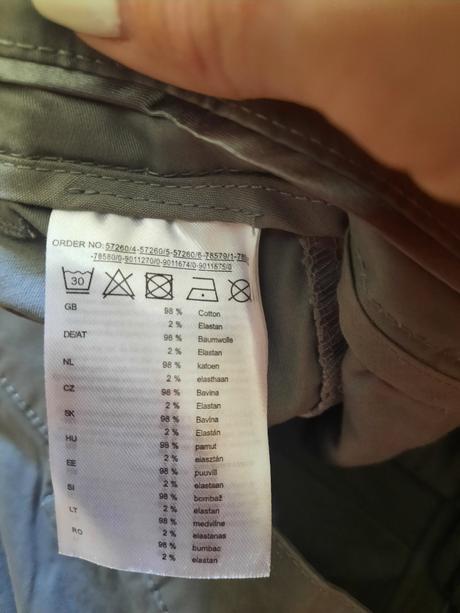 ORDER NO: 57260/4-57260/5-57260/6-78579/1-
-78580/0-9011270/0-9011674/0-9011675/0
30
GB 98 % Cotton
2 % Elastan
DE/AT 98 % Baumwolle
2 % Elastan
NL 98 % katoen
2 % elasthaan
CZ 98 % Bavlna
2 % Elastan
SK 98 % Bavlna
2 % Elastán
HU 98 % pamut
2 % elasztán
EE 98 % puuvill
2 % elastaan
SI 98 % bombaž
2 % elastan
LT 98 % medvilnė
2 % elastanas
RO 98 % bumbac
2 % elastan